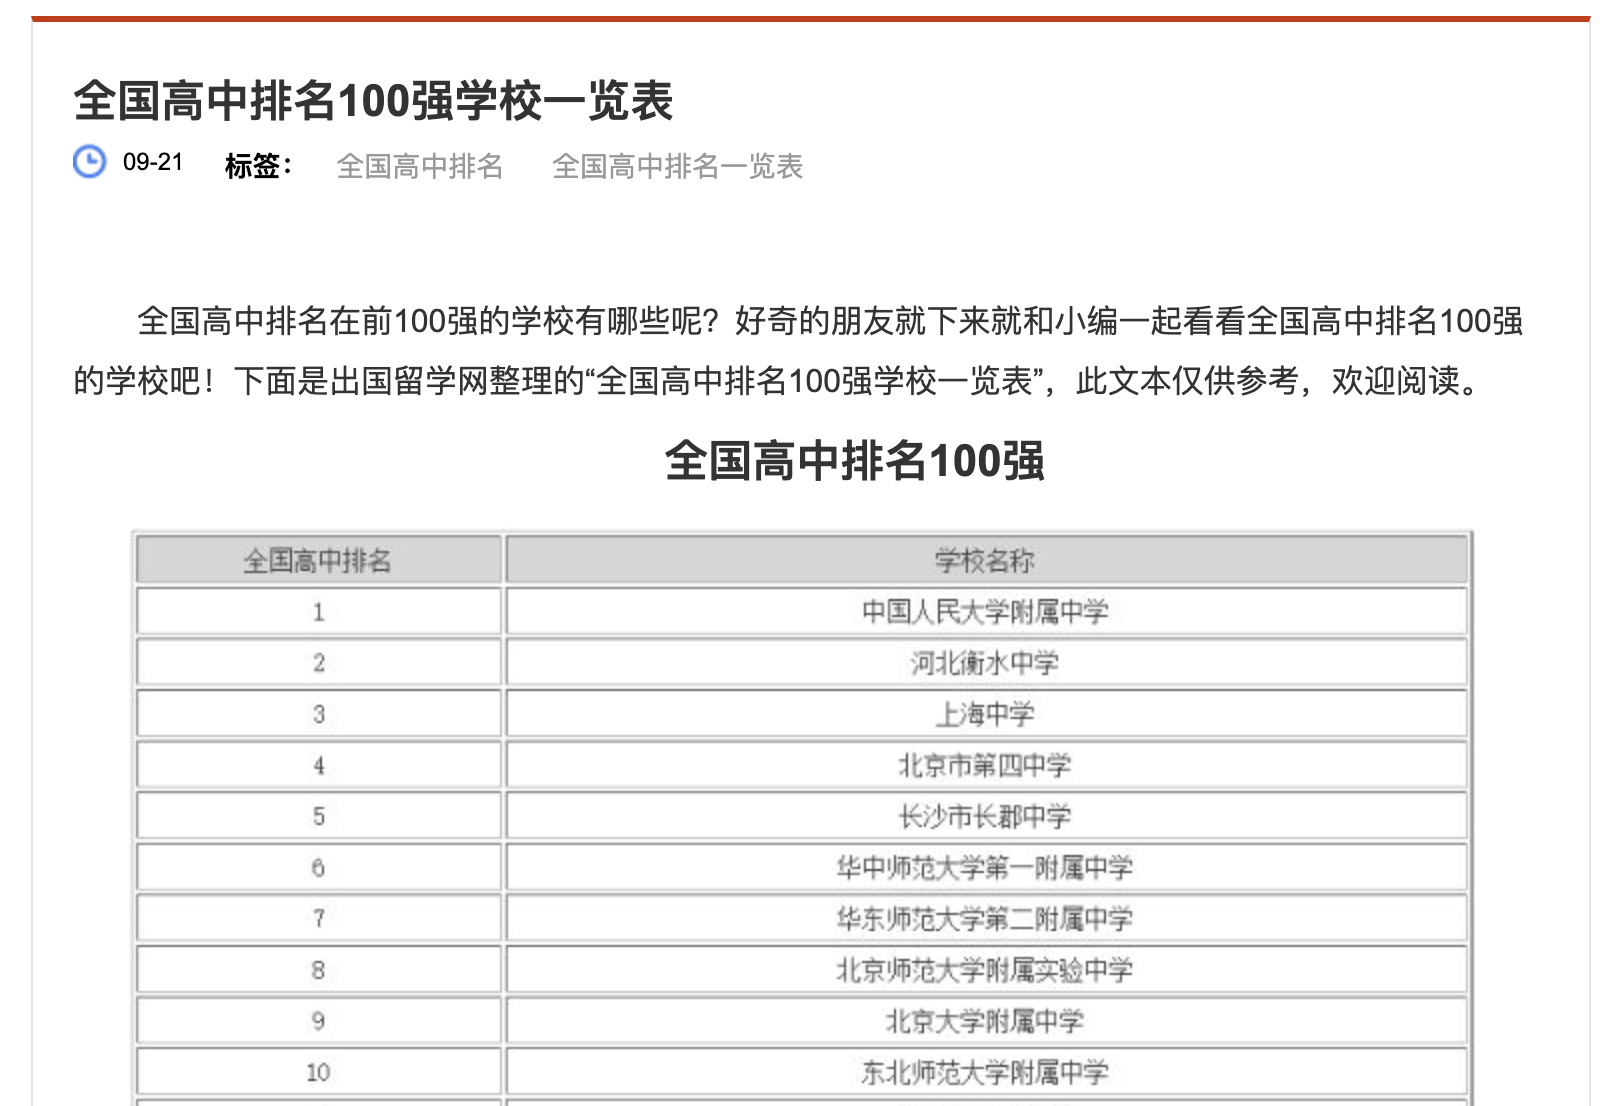 全国高中排名100强学校一览表
09-21 标签： 全国高中排名 全国高中排名一览表
全国高中排名在前100强的学校有哪些呢？好奇的朋友就下来就和小编一起看看全国高中排名100强
的学校吧！下面是出国留学网整理的“全国高中排名100强学校一览表”，此文本仅供参考，欢迎阅读。
全国高中排名100强
全国高中排名 学校名称
1 中国人民大学附属中学
2 河北衡水中学
3 上海中学
4 北京市第四中学
5 长沙市长郡中学
6 华中师范大学第一附属中学
7 华东师范大学第二附属中学
8 北京师范大学附属实验中学
9 北京大学附属中学
10 东北师范大学附属中学